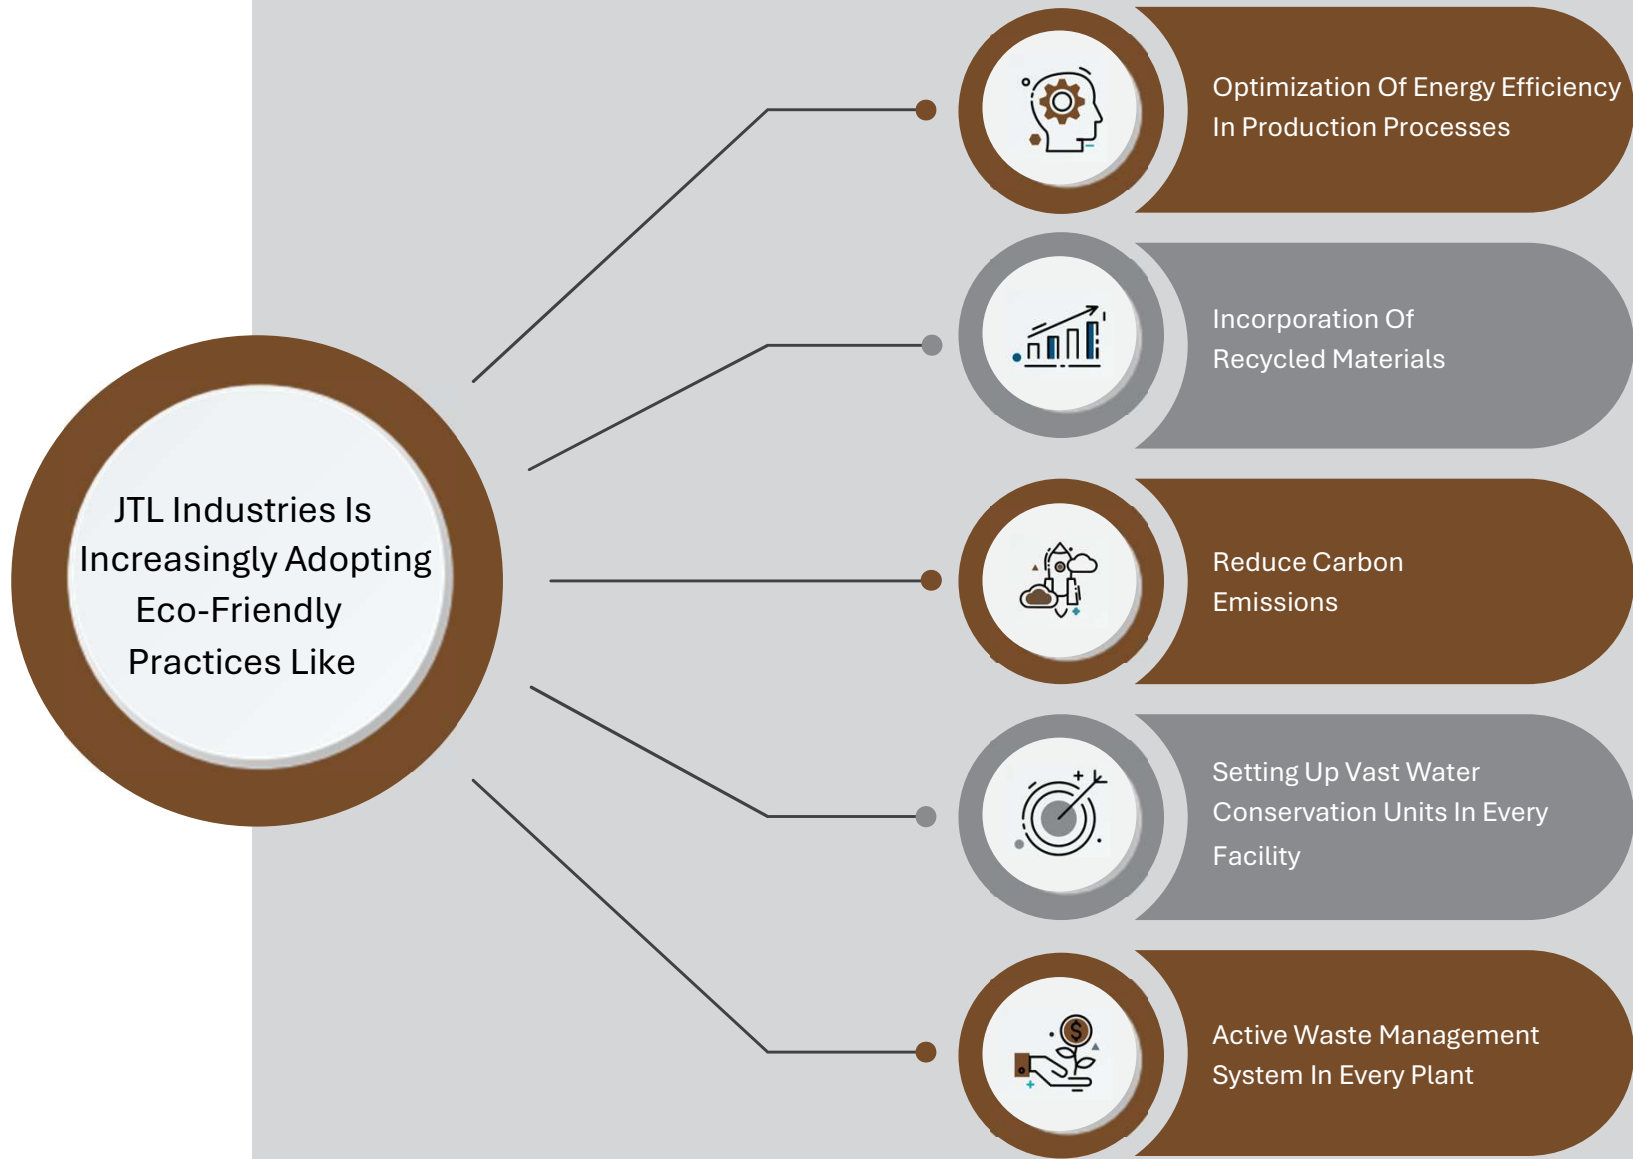 JTL Industries Is
Increasingly Adopting
Eco-Friendly
Practices Like
Optimization Of Energy Efficiency
In Production Processes
Incorporation Of
Recycled Materials
Reduce Carbon
Emissions
Setting Up Vast Water
Conservation Units In Every
Facility
$
Active Waste Management
System In Every Plant